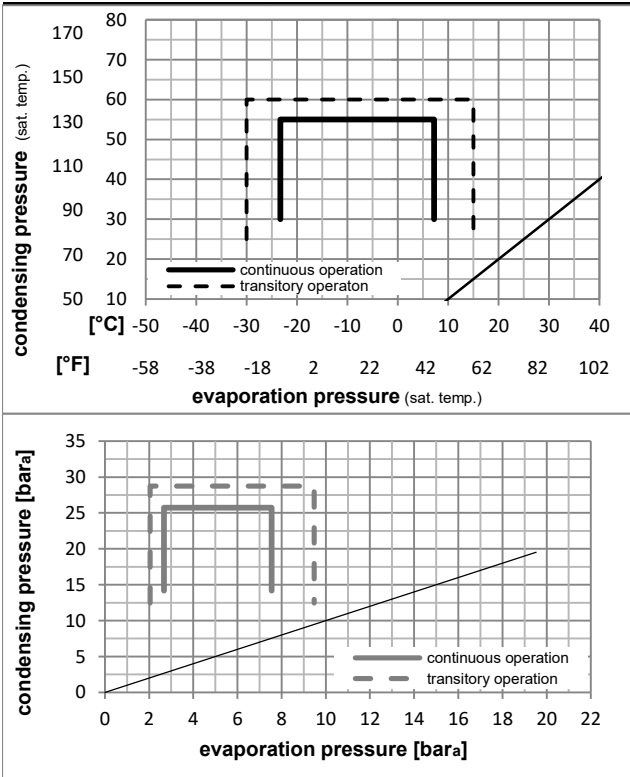 condensing pressure (sat. temp.)
170 80
150 70
60
130 50
110 40
90 30
70 20
50 10
continuous operation
transitory operaton
[°C] -50 -40 -30 -20 -10 0 10 20 30 40
[°F] -58 -38 -18 2 22 42 62 82 102
evaporation pressure (sat. temp.)
condensing pressure [bara]
35
30
25
20
15
10
5
0
continuous operation
transitory operation
0 2 4 6 8 10 12 14 16 18 20 22
evaporation pressure [bara]